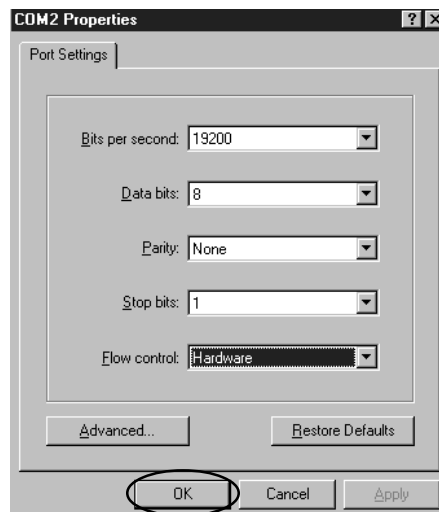 COM2 Properties
Port Settings
Bits per second: 19200
Data bits: 8
Parity: None
Stop bits: 1
Flow control: Hardware
Advanced... Restore Defaults
OK Cancel Apply